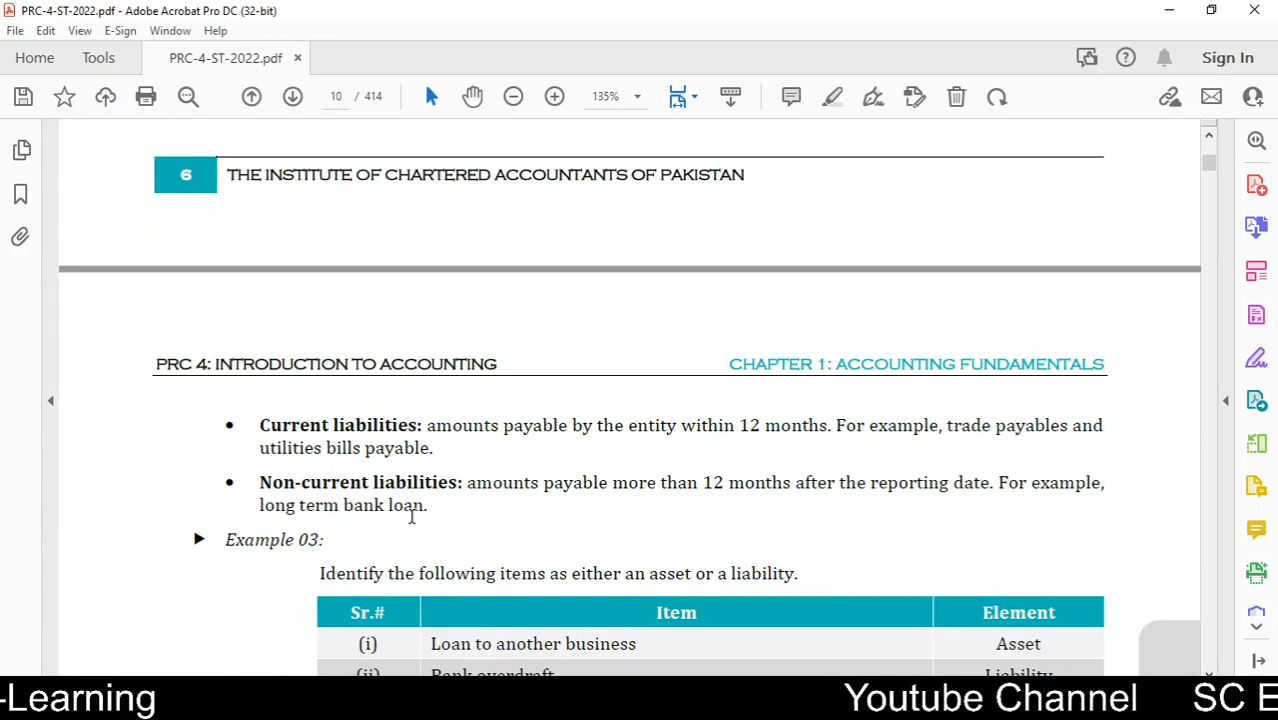 PRC-4-ST-2022.pdf - Adobe Acrobat Pro DC (32-bit)
File Edit View E-Sign Window Help
Home Tools PRC-4-ST-2022.pdf × Sign In
10 / 414 135%
6 THE INSTITUTE OF CHARTERED ACCOUNTANTS OF PAKISTAN
PRC 4: INTRODUCTION TO ACCOUNTING CHAPTER 1: ACCOUNTING FUNDAMENTALS
• Current liabilities: amounts payable by the entity within 12 months. For example, trade payables and
utilities bills payable.
• Non-current liabilities: amounts payable more than 12 months after the reporting date. For example,
long term bank loan.
Example 03:
Identify the following items as either an asset or a liability.
Sr.# Item Element
(i) Loan to another business Asset
(ii) Bank overdraft Liability
-Learning Youtube Channel SC E